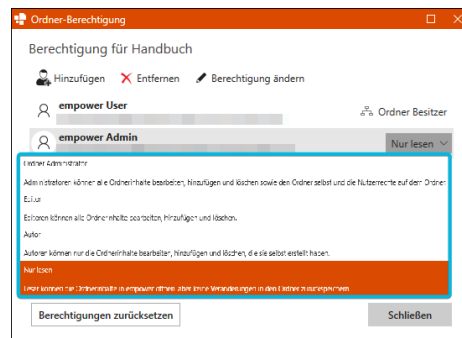 Ordner-Berechtigung
Berechtigung für Handbuch
Hinzufügen Entfernen Berechtigung ändern
empower User
Ordner Besitzer
empower Admin
Nur lesen
Ordner Administrator
Administratoren können alle Ordnerinhalte bearbeiten, hinzufügen und löschen sowie den Ordner selbst und die Nutzerrechte auf dem Ordner
Editor
Editoren können alle Ordnerinhalte bearbeiten, hinzufügen und löschen.
Autor
Autoren können nur die Ordnerinhalte bearbeiten, hinzufügen und löschen, die sie selbst erstellt haben.
Nur lesen
Leser können die Ordnerinhalte in empower öffnen, aber keine Veränderungen in den Ordner zurückspeichern
Berechtigungen zurücksetzen
Schließen